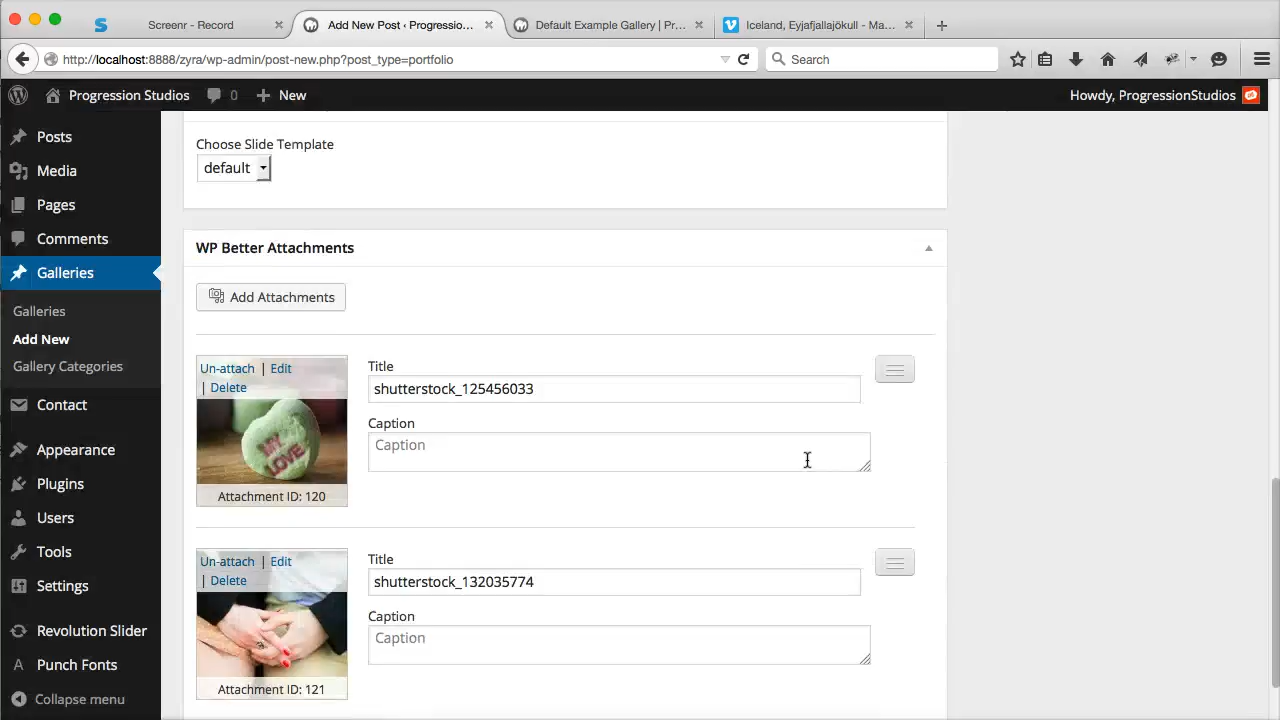 Screenr - Record
Add New Post ‹ Progressio...
Default Example Gallery | Pr...
Iceland, Eyjafjallajökull - Ma...
http://localhost:8888/zyra/wp-admin/post-new.php?post_type=portfolio
Search
Progression Studios
0
New
Howdy, ProgressionStudios
Posts
Media
Pages
Comments
Galleries
Galleries
Add New
Gallery Categories
Contact
Appearance
Plugins
Users
Tools
Settings
Revolution Slider
Punch Fonts
Collapse menu
Choose Slide Template
default
WP Better Attachments
Add Attachments
Un-attach | Edit
| Delete
MY
LOVE
Attachment ID: 120
Title
shutterstock_125456033
Caption
Caption
Un-attach | Edit
| Delete
Attachment ID: 121
Title
shutterstock_132035774
Caption
Caption